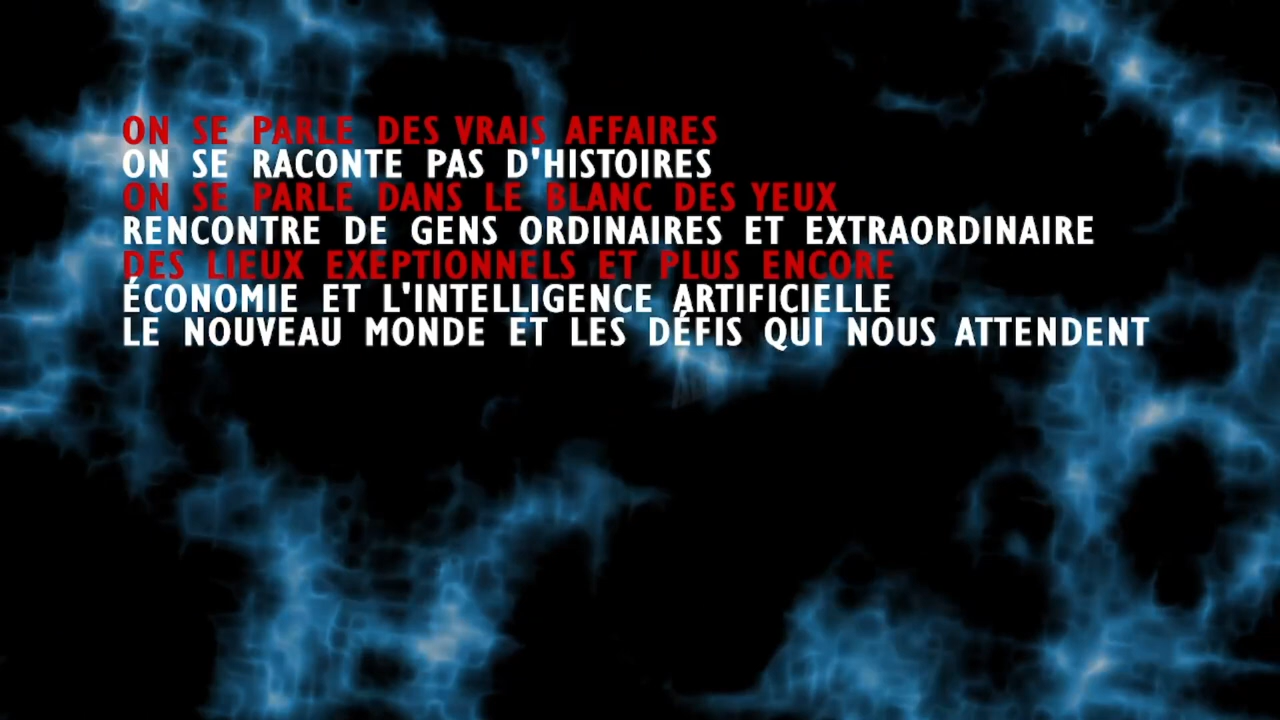 ON SE PARLE DES VRAIS AFFAIRES
ON SE RACONTE PAS D'HISTOIRES
ON SE PARLE DANS LE BLANC DES YEUX
RENCONTRE DE GENS ORDINAIRES ET EXTRAORDINAIRE
DES LIEUX EXEPTIONNELS ET PLUS ENCORE
ÉCONOMIE ET L'INTELLIGENCE ARTIFICIELLE
LE NOUVEAU MONDE ET LES DÉFIS QUI NOUS ATTENDENT